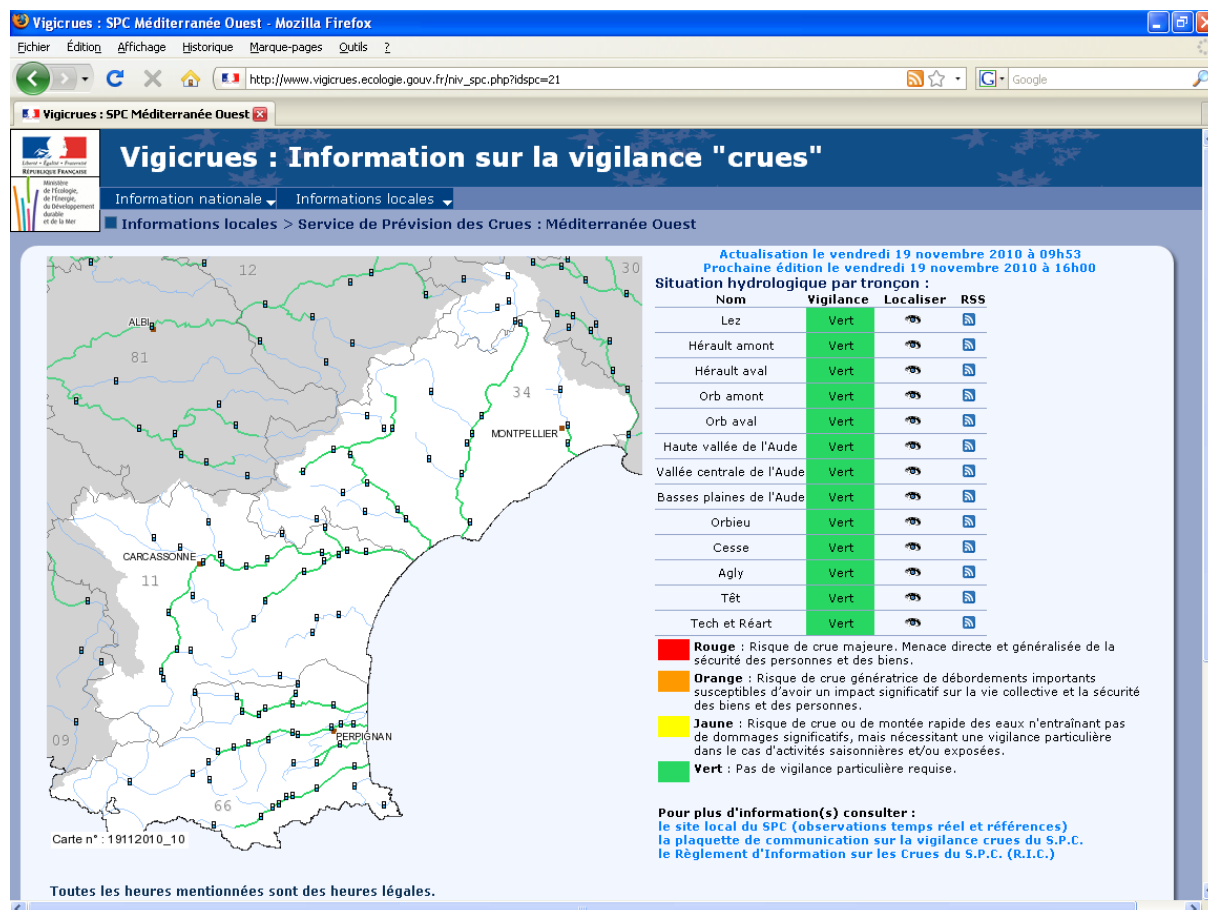 Vigicrues : SPC Méditerranée Ouest - Mozilla Firefox
Fichier Édition Affichage Historique Marque-pages Outils ?
http://www.vigicrues.ecologie.gouv.fr/niv_spc.php?idspc=21
Google
Vigicrues : SPC Méditerranée Ouest
Liberté • Égalité • Fraternité
RÉPUBLIQUE FRANÇAISE
Ministère
de l'Écologie,
de l'Énergie,
du Développement
durable
et de la Mer
Vigicrues : Information sur la vigilance "crues"
Information nationale Informations locales
Informations locales > Service de Prévision des Crues : Méditerranée Ouest
12
30
ALBI
81
34
MONTPELLIER
CARCASSONNE
11
09
PERPIGNAN
66
Carte n° : 19112010_10
Actualisation le vendredi 19 novembre 2010 à 09h53
Prochaine édition le vendredi 19 novembre 2010 à 16h00
Situation hydrologique par tronçon :
Nom Vigilance Localiser RSS
Lez Vert
Hérault amont Vert
Hérault aval Vert
Orb amont Vert
Orb aval Vert
Haute vallée de l'Aude Vert
Vallée centrale de l'Aude Vert
Basses plaines de l'Aude Vert
Orbieu Vert
Cesse Vert
Agly Vert
Têt Vert
Tech et Réart Vert
Rouge : Risque de crue majeure. Menace directe et généralisée de la
sécurité des personnes et des biens.
Orange : Risque de crue génératrice de débordements importants
susceptibles d'avoir un impact significatif sur la vie collective et la sécurité
des biens et des personnes.
Jaune : Risque de crue ou de montée rapide des eaux n'entraînant pas
de dommages significatifs, mais nécessitant une vigilance particulière
dans le cas d'activités saisonnières et/ou exposées.
Vert : Pas de vigilance particulière requise.
Pour plus d'information(s) consulter :
le site local du SPC (observations temps réel et références)
la plaquette de communication sur la vigilance crues du S.P.C.
le Règlement d'Information sur les Crues du S.P.C. (R.I.C.)
Toutes les heures mentionnées sont des heures légales.